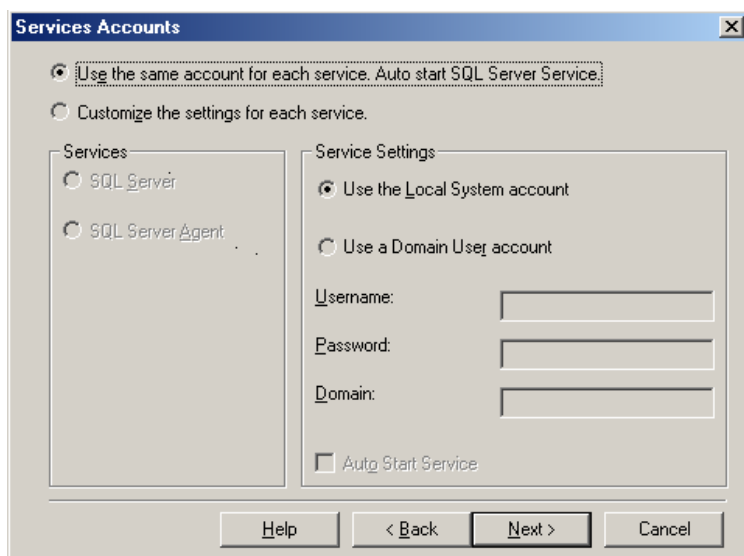 Services Accounts
Use the same account for each service. Auto start SQL Server Service.
Customize the settings for each service.
Services
SQL Server
SQL Server Agent
Service Settings
Use the Local System account
Use a Domain User account
Username:
Password:
Domain:
Auto Start Service
Help
< Back
Next >
Cancel